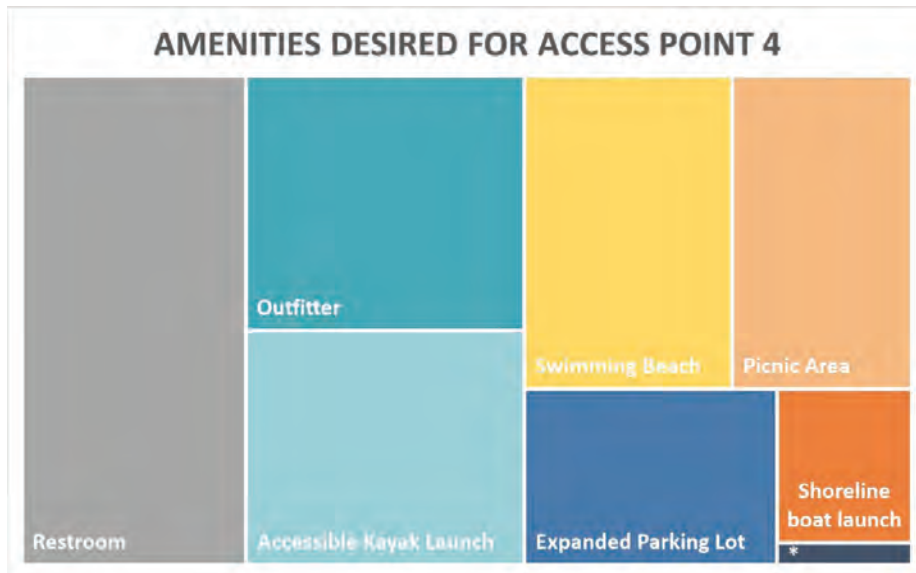 AMENITIES DESIRED FOR ACCESS POINT 4
Outfitter
Swimming Beach
Picnic Area
Restroom
Accessible Kayak Launch
Expanded Parking Lot
Shoreline
boat launch
*